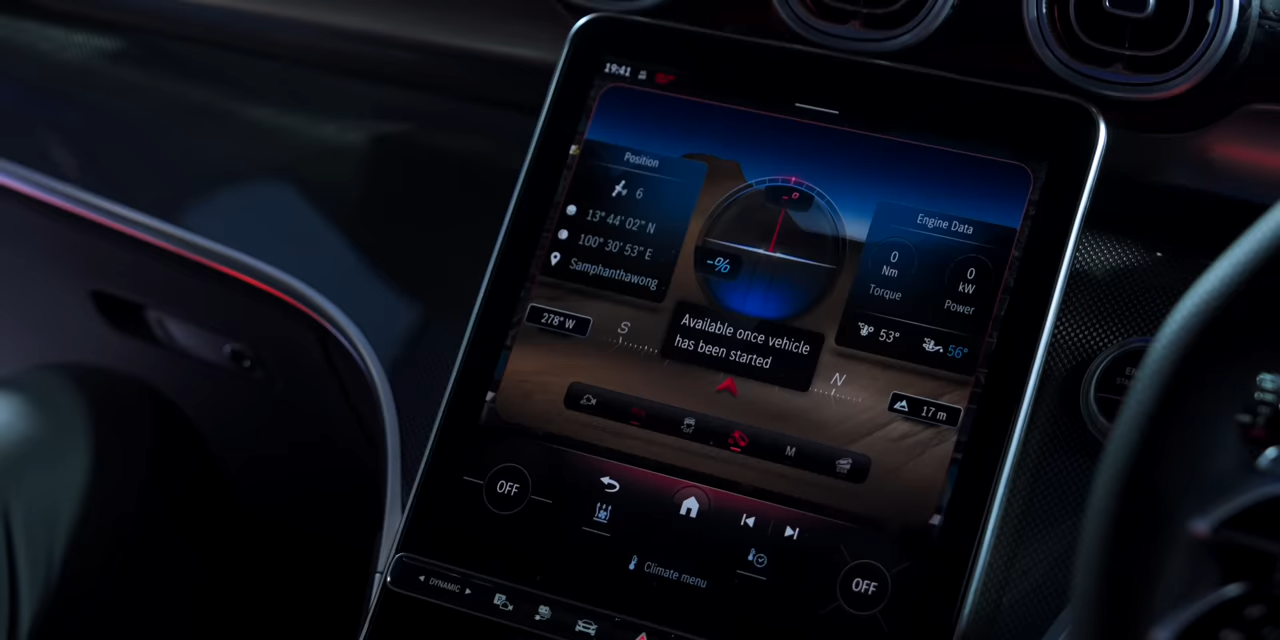 19:41
Position
6
13° 44' 02" N
100° 30' 53" E
Samphanthawong
278° W
S
-°
-%
Available once vehicle
has been started
N
Engine Data
0
Nm
Torque
0
kW
Power
53°
56°
17 m
M
OFF
Climate menu
OFF
DYNAMIC